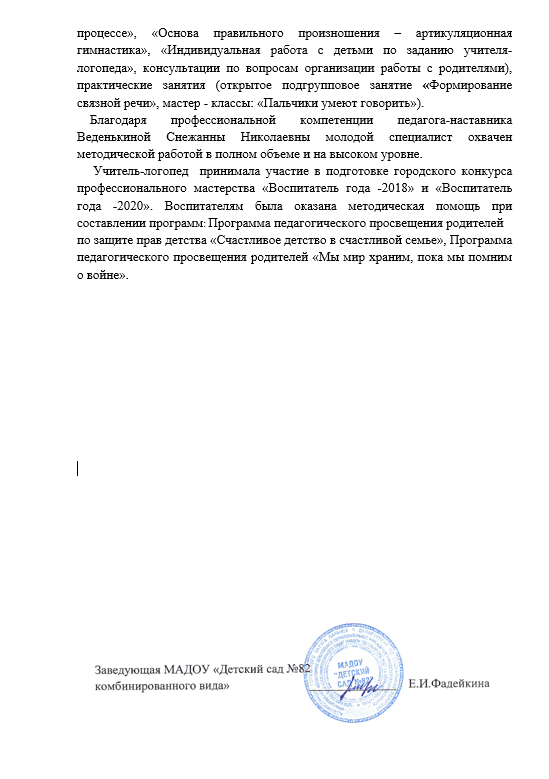 процессе», «Основа правильного произношения – артикуляционная
гимнастика», «Индивидуальная работа с детьми по заданию учителя-
логопеда», консультации по вопросам организации работы с родителями),
практические занятия (открытое подгрупповое занятие «Формирование
связной речи», мастер - классы: «Пальчики умеют говорить»).
Благодаря профессиональной компетенции педагога-наставника
Веденькиной Снежанны Николаевны молодой специалист охвачен
методической работой в полном объеме и на высоком уровне.
Учитель-логопед принимала участие в подготовке городского конкурса
профессионального мастерства «Воспитатель года -2018» и «Воспитатель
года -2020». Воспитателям была оказана методическая помощь при
составлении программ: Программа педагогического просвещения родителей
по защите прав детства «Счастливое детство в счастливой семье», Программа
педагогического просвещения родителей «Мы мир храним, пока мы помним
о войне».
Заведующая МАДОУ «Детский сад №82
комбинированного вида»
Е.И.Фадейкина
МАДОУ
"ДЕТСКИЙ
САД №82